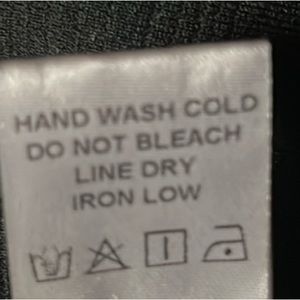 HAND WASH COLD
DO NOT BLEACH
LINE DRY
IRON LOW